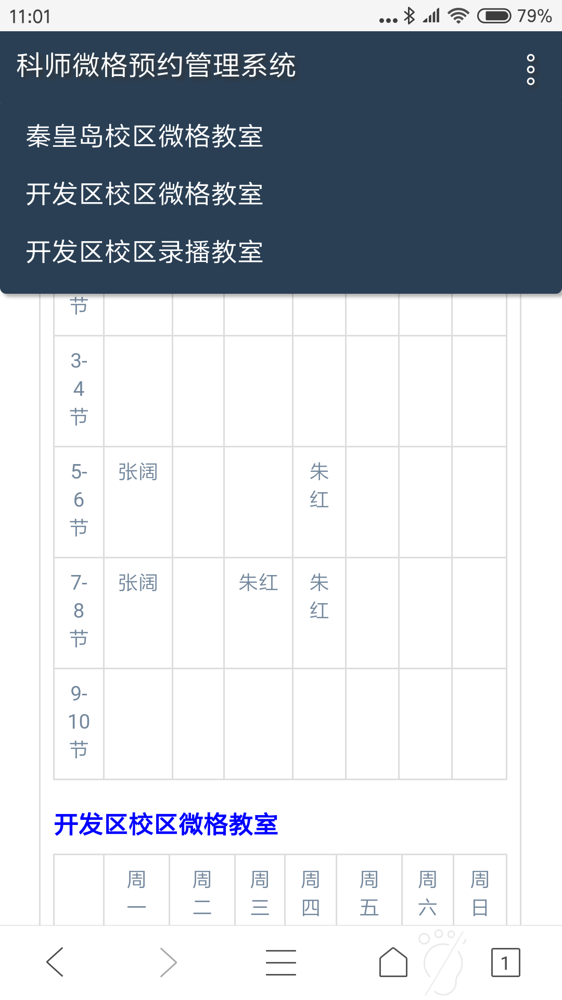 11:01
79%
科师微格预约管理系统
秦皇岛校区微格教室
开发区校区微格教室
开发区校区录播教室
节
3-
4
节
5-
6
节
张阔
朱
红
7-
8
节
张阔
朱红
朱
红
9-
10
节
开发区校区微格教室
周
一
周
二
周
三
周
四
周
五
周
六
周
日
1